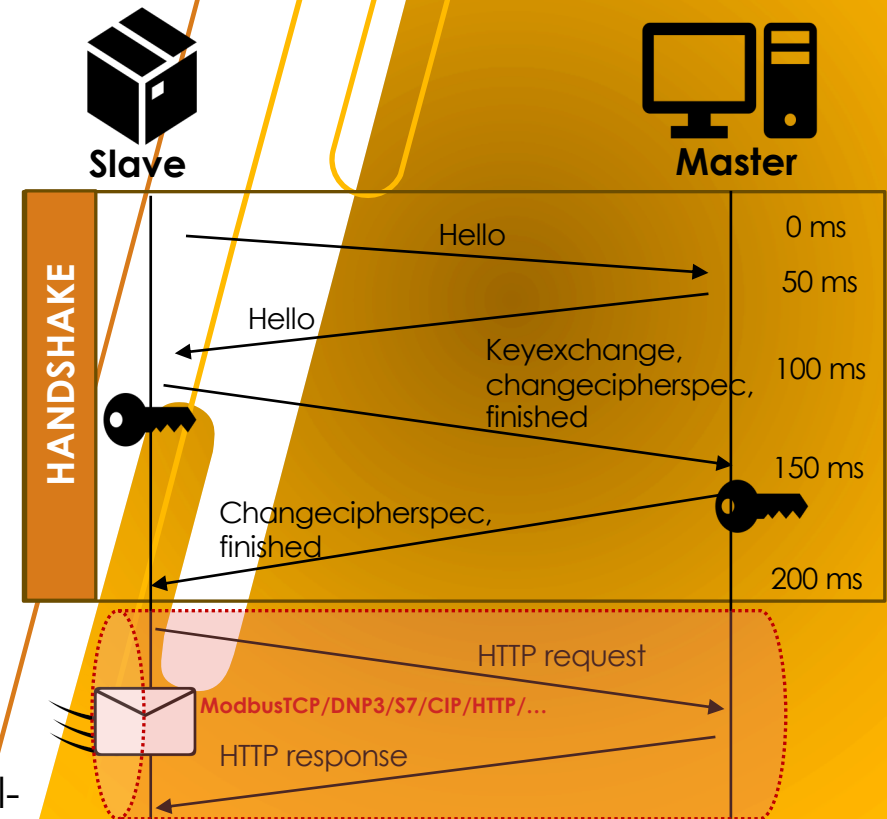 Slave
Master
HANDSHAKE
Hello
0 ms
50 ms
Hello
Keyexchange,
changecipherspec,
finished
100 ms
150 ms
Changecipherspec,
finished
200 ms
HTTP request
ModbusTCP/DNP3/S7/CIP/HTTP/...
HTTP response
l-